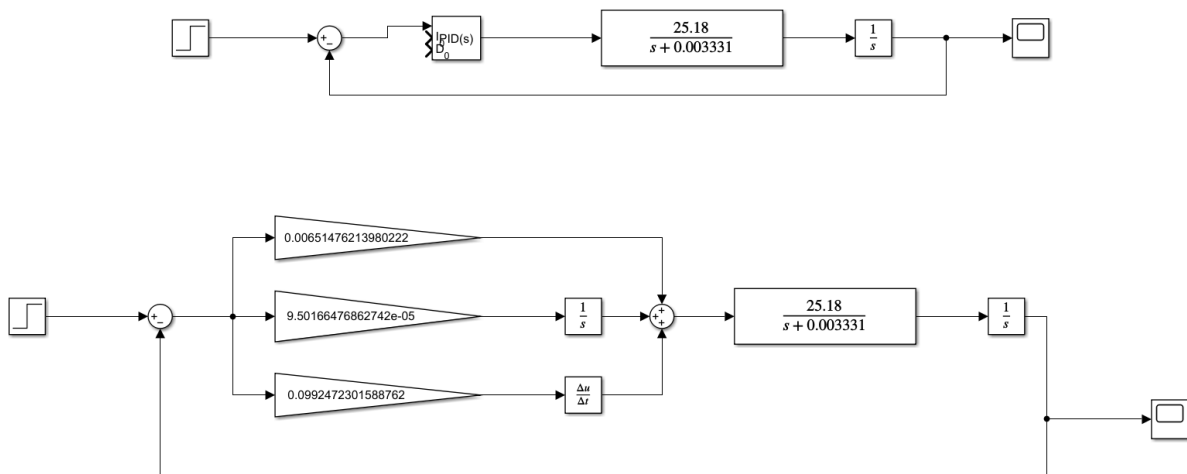 +
−
I
PID(s)
D
0
25.18
s + 0.003331
1
s
0.00651476213980222
+
−
9.50166476862742e-05
1
s
+
+
+
25.18
s + 0.003331
1
s
0.0992472301588762
Δu
Δt